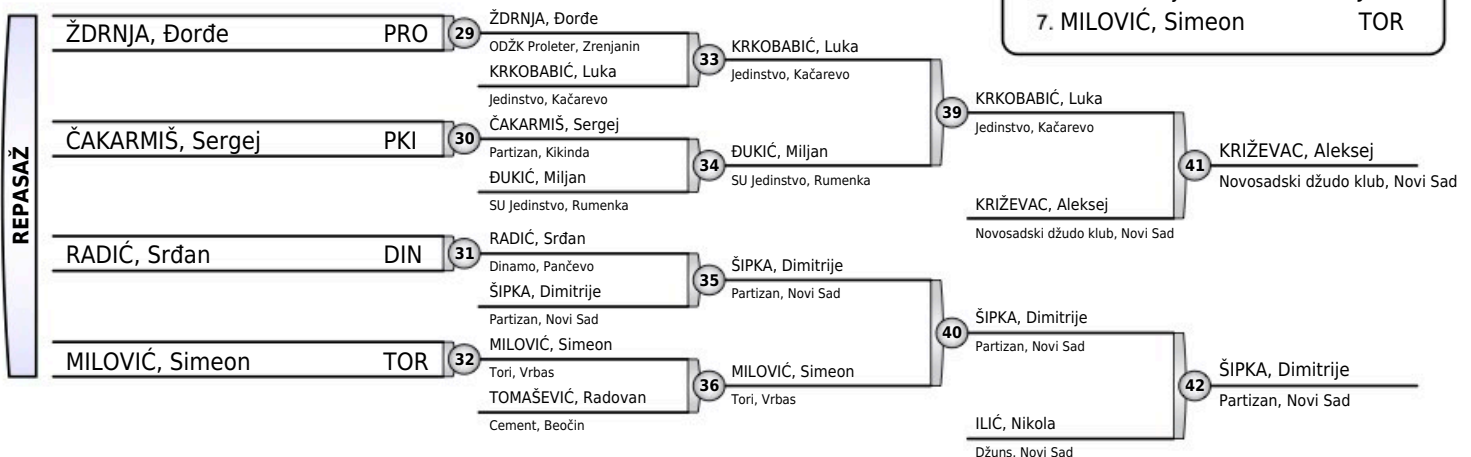 7. MILOVIĆ, Simeon TOR
REPASAŽ
ŽDRNJA, Đorđe PRO
ČAKARMIŠ, Sergej PKI
RADIĆ, Srđan DIN
MILOVIĆ, Simeon TOR
29
30
31
32
ŽDRNJA, Đorđe
ODŽK Proleter, Zrenjanin
KRKOBABIĆ, Luka
Jedinstvo, Kačarevo
ČAKARMIŠ, Sergej
Partizan, Kikinda
ĐUKIĆ, Miljan
SU Jedinstvo, Rumenka
RADIĆ, Srđan
Dinamo, Pančevo
ŠIPKA, Dimitrije
Partizan, Novi Sad
MILOVIĆ, Simeon
Tori, Vrbas
TOMAŠEVIĆ, Radovan
Cement, Beočin
33
34
35
36
KRKOBABIĆ, Luka
Jedinstvo, Kačarevo
ĐUKIĆ, Miljan
SU Jedinstvo, Rumenka
ŠIPKA, Dimitrije
Partizan, Novi Sad
MILOVIĆ, Simeon
Tori, Vrbas
39
40
KRKOBABIĆ, Luka
Jedinstvo, Kačarevo
KRIŽEVAC, Aleksej
Novosadski džudo klub, Novi Sad
ŠIPKA, Dimitrije
Partizan, Novi Sad
ILIĆ, Nikola
Džuns, Novi Sad
41
42
KRIŽEVAC, Aleksej
Novosadski džudo klub, Novi Sad
ŠIPKA, Dimitrije
Partizan, Novi Sad